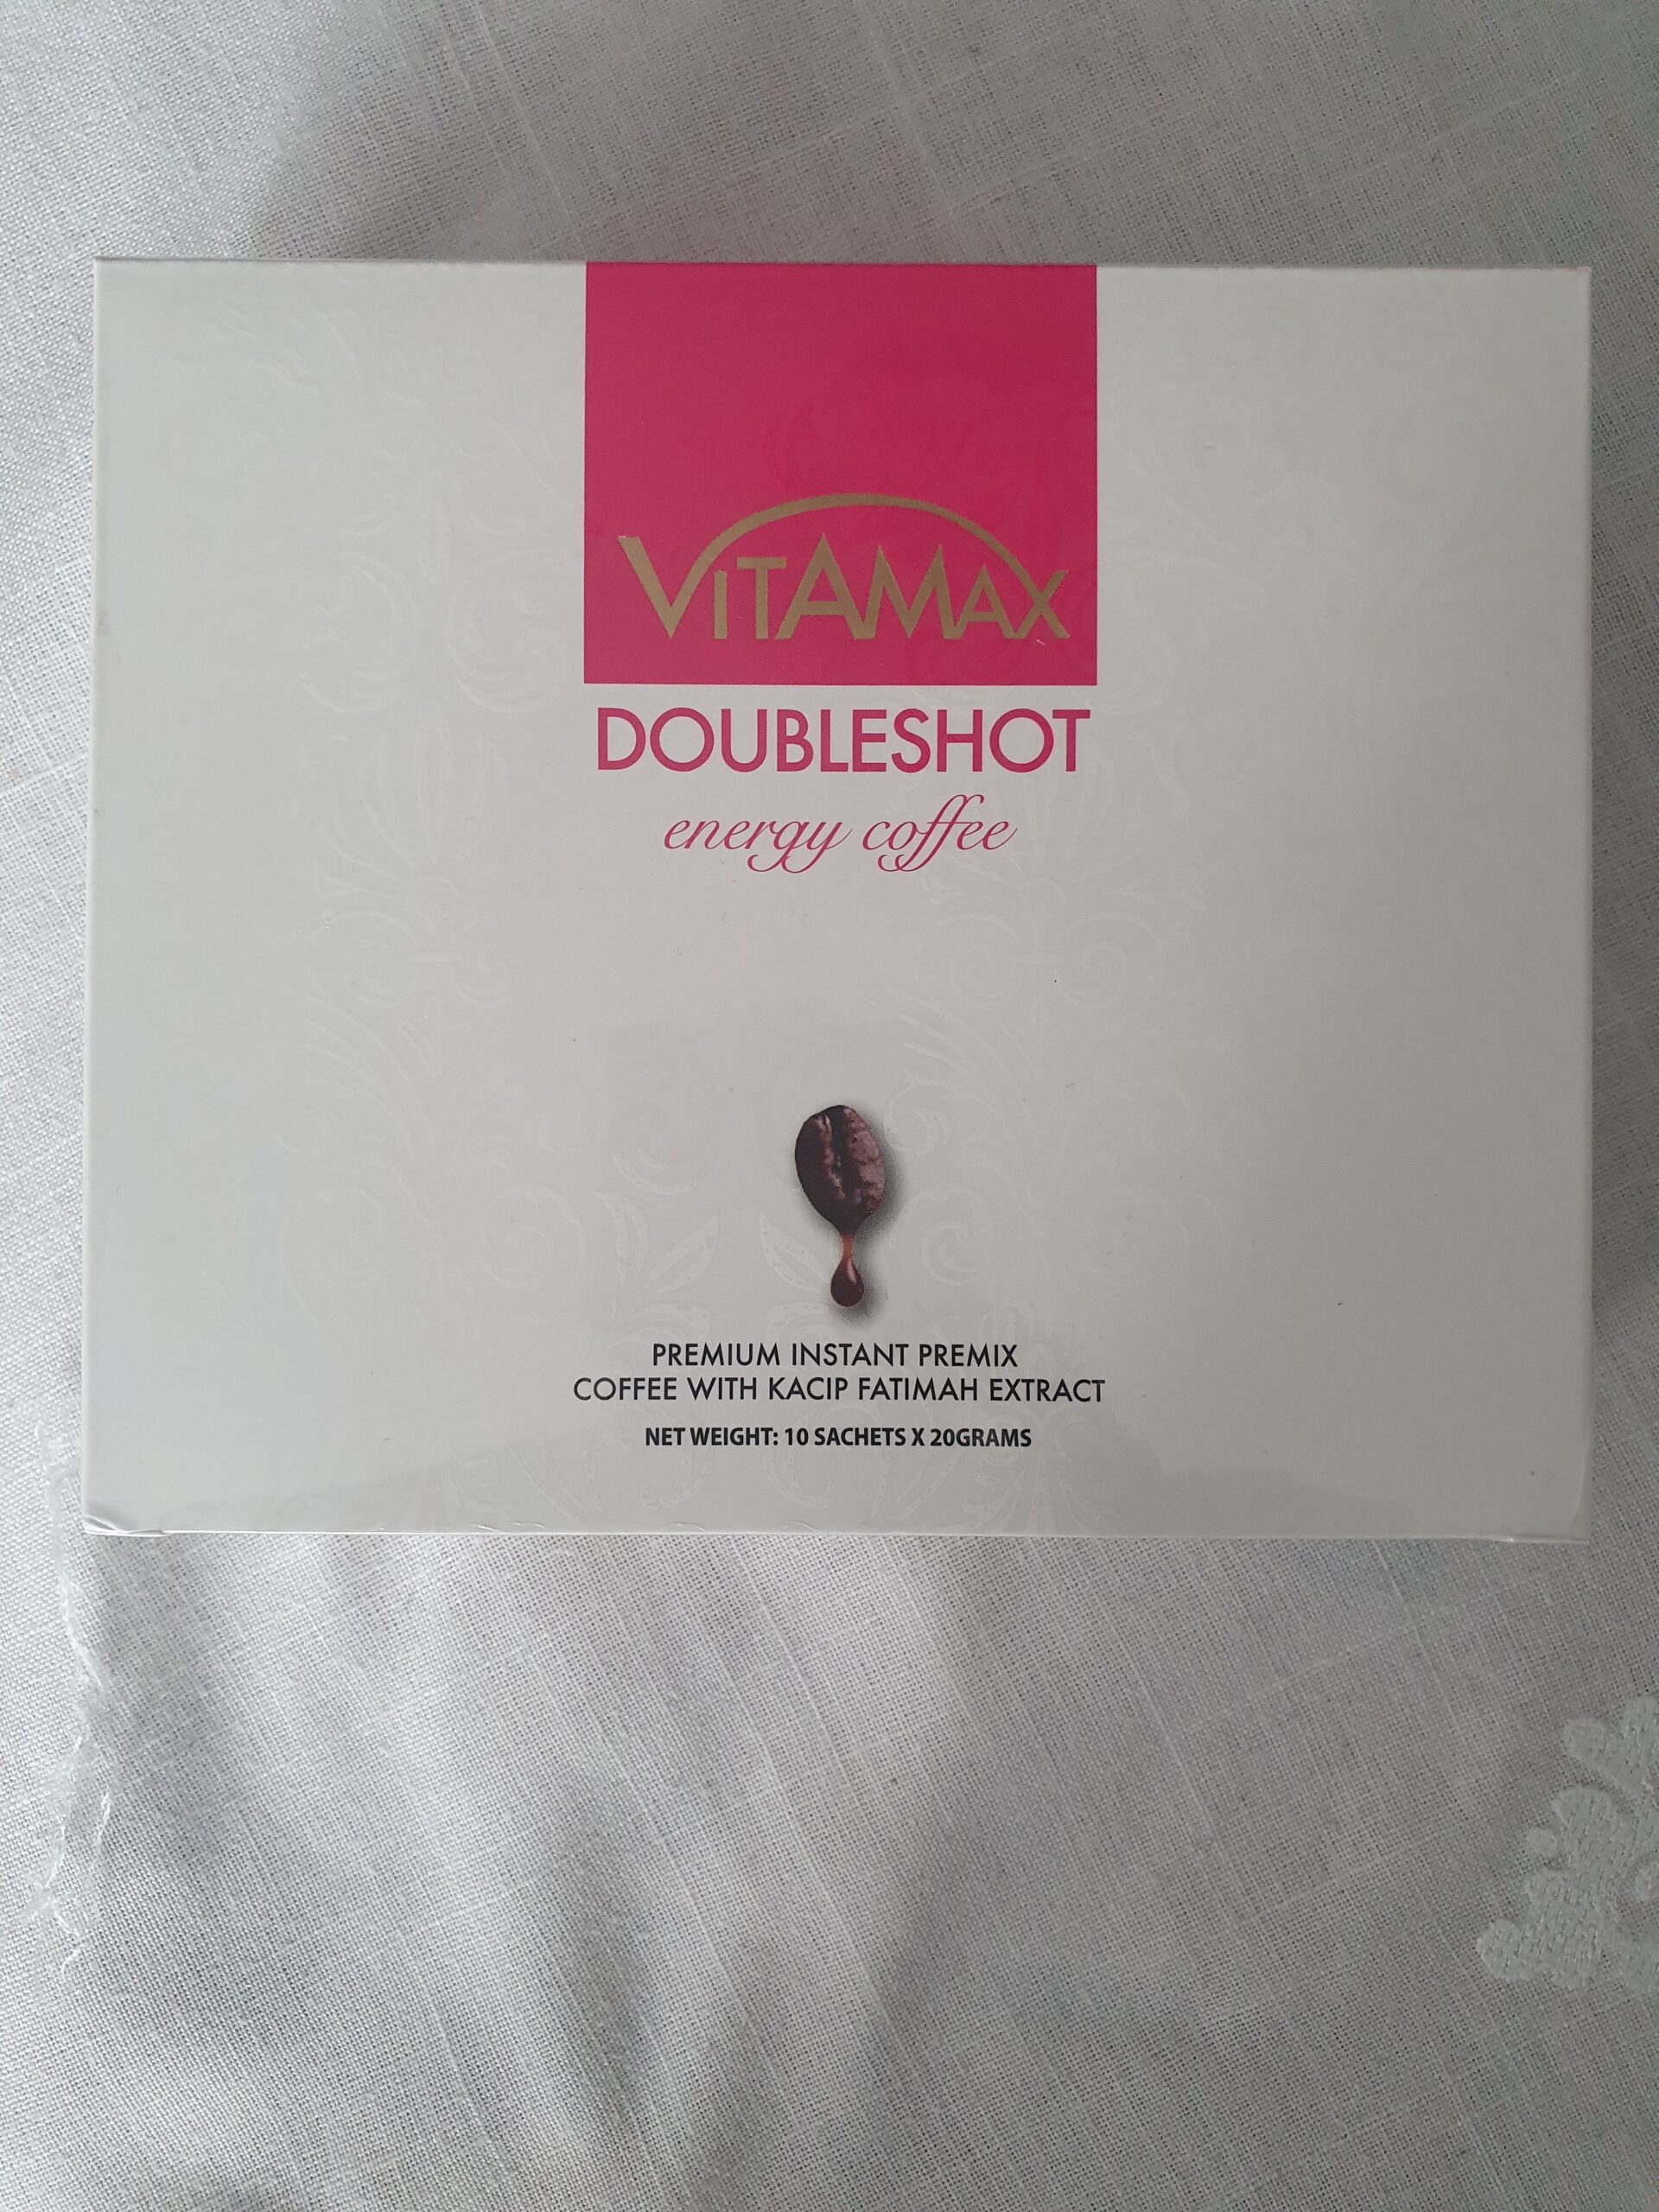 VITAMAX
DOUBLESHOT
energy coffee
PREMIUM INSTANT PREMIX
COFFEE WITH KACIP FATIMAH EXTRACT
NET WEIGHT: 10 SACHETS X 20GRAMS